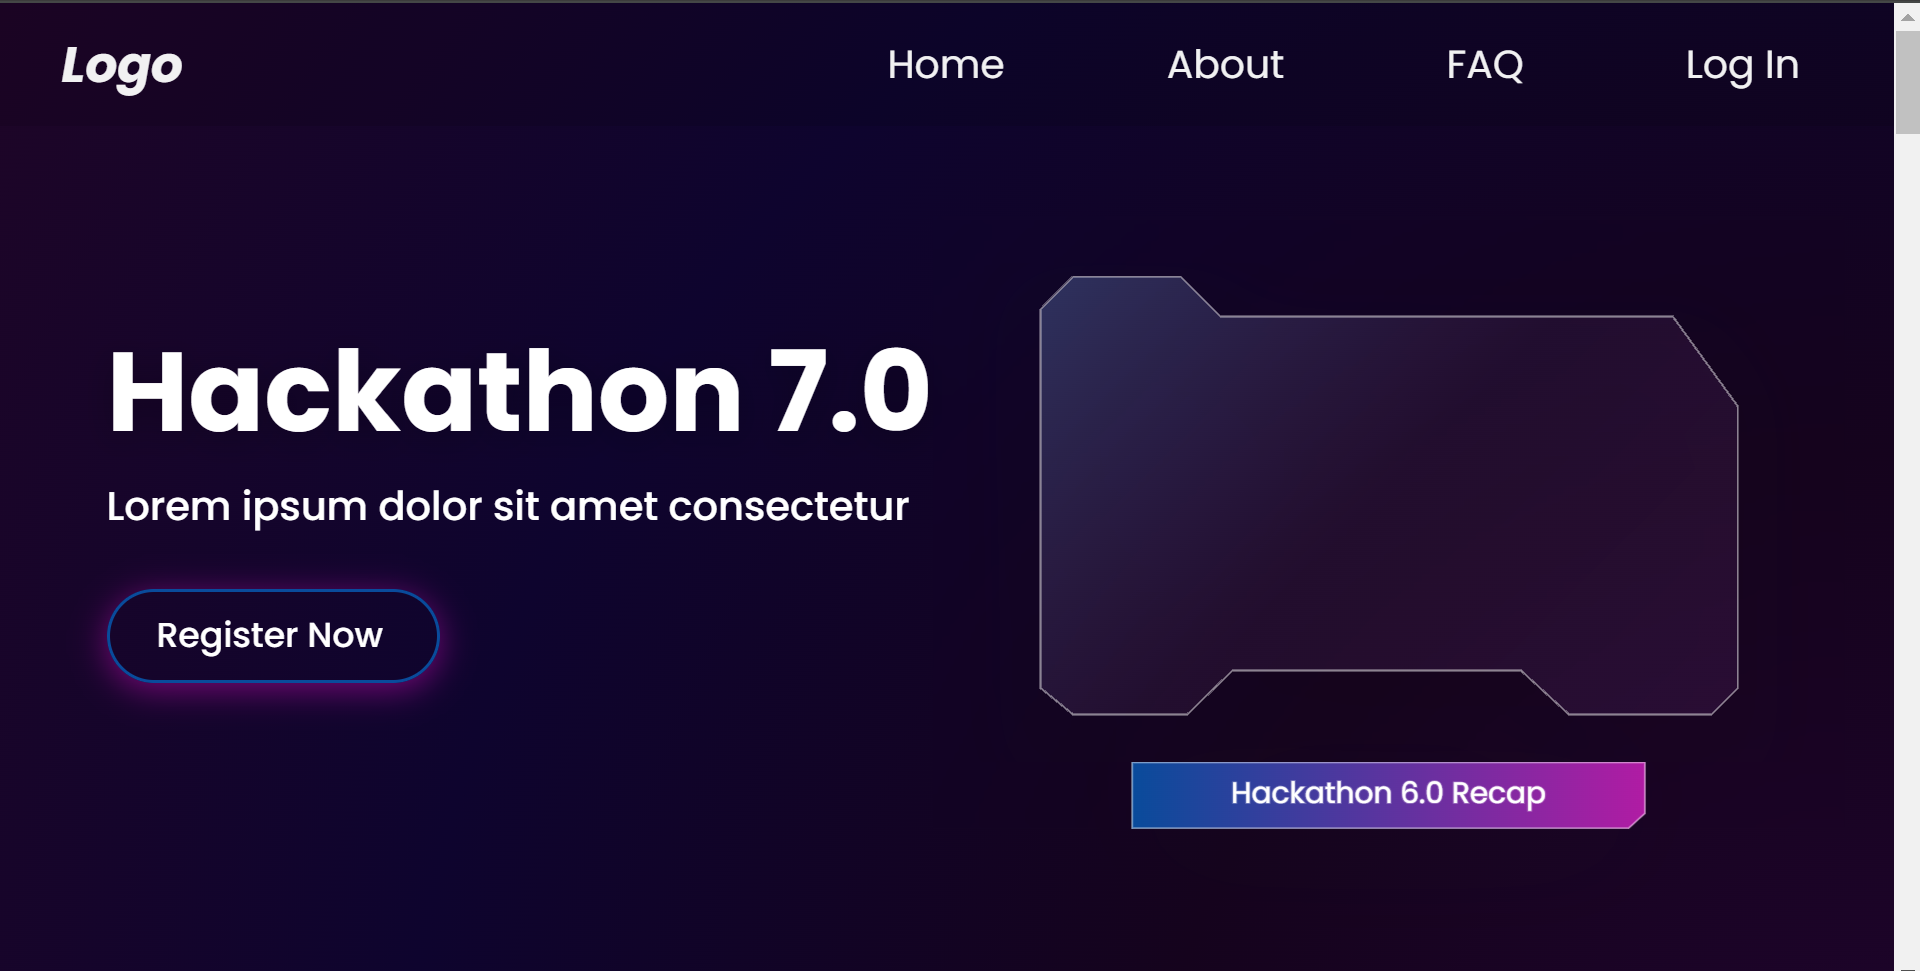 Logo
Home
About
FAQ
Log In
Hackathon 7.0
Lorem ipsum dolor sit amet consectetur
Register Now
Hackathon 6.0 Recap